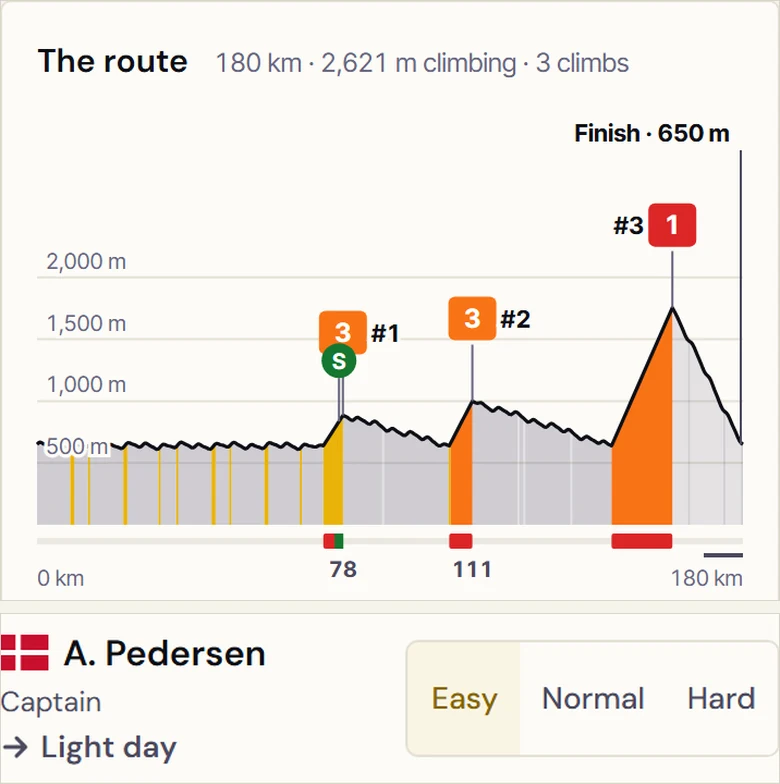 The route 180 km · 2,621 m climbing · 3 climbs
Finish · 650 m
#3 1
2,000 m
3 #1
3 #2
1,500 m
S
1,000 m
500 m
78
111
0 km
180 km
A. Pedersen
Captain
→ Light day
Easy Normal Hard